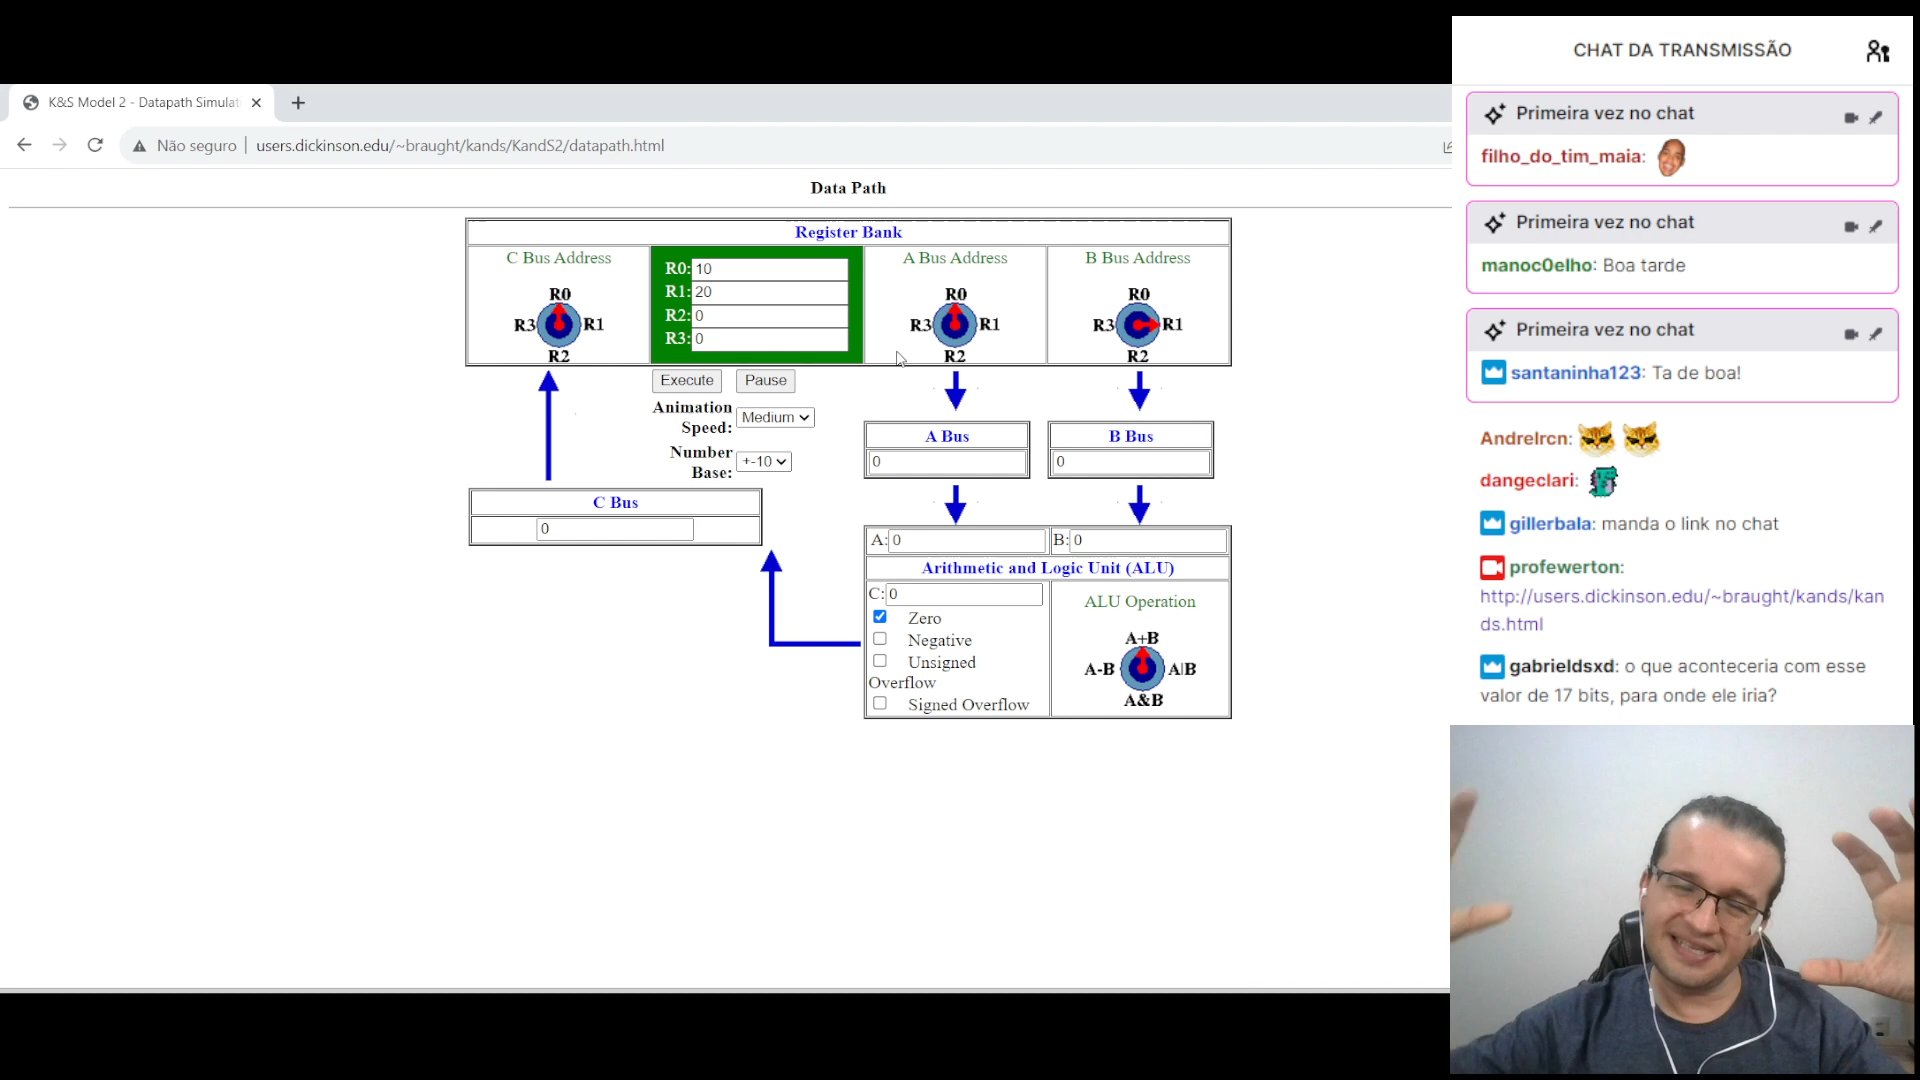 CHAT DA TRANSMISSÃO
K&S Model 2 - Datapath Simulat
Não seguro
users.dickinson.edu/~braught/kands/KandS2/datapath.html
Data Path
Register Bank
C Bus Address
R0
R3
R1
R2
R0: 10
R1: 20
R2: 0
R3: 0
A Bus Address
R0
R3
R1
R2
B Bus Address
R0
R3
R1
R2
Execute
Pause
Animation
Speed:
Medium
Number
Base:
+-10
A Bus
0
B Bus
0
C Bus
0
A: 0
B: 0
Arithmetic and Logic Unit (ALU)
C: 0
Zero
Negative
Unsigned
Overflow
Signed Overflow
ALU Operation
A+B
A-B
A|B
A&B
Primeira vez no chat
filho_do_tim_maia:
Primeira vez no chat
manoc0elho: Boa tarde
Primeira vez no chat
santaninha123: Ta de boa!
Andrelrcn:
dangeclari:
gillerbala: manda o link no chat
profewerton:
http://users.dickinson.edu/~braught/kands/kan
ds.html
gabrieldsxd: o que aconteceria com esse
valor de 17 bits, para onde ele iria?